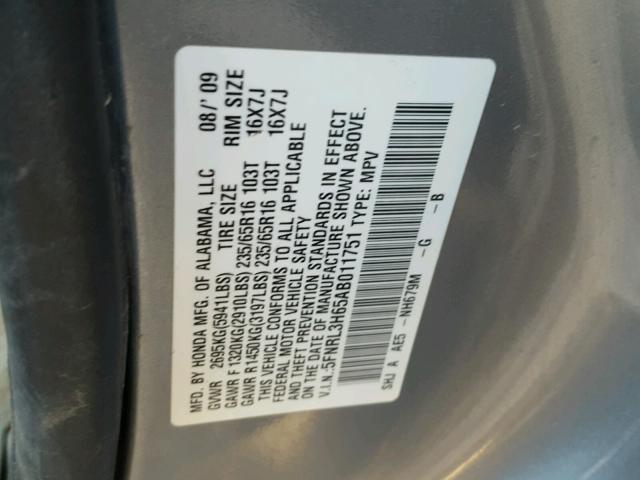 MFD. BY HONDA MFG. OF ALABAMA, LLC 08/' 09
GVWR 2695KG(5941LBS) TIRE SIZE RIM SIZE
GAWR F 1320KG(2910LBS) 235/65R16 103T 16X7J
GAWR R 1450KG(3197LBS) 235/65R16 103T 16X7J
THIS VEHICLE CONFORMS TO ALL APPLICABLE
FEDERAL MOTOR VEHICLE SAFETY
AND THEFT PREVENTION STANDARDS IN EFFECT
ON THE DATE OF MANUFACTURE SHOWN ABOVE.
V.I.N.:5FNRL3H65AB011751 TYPE: MPV
SHJ A AE5 - NH679M - G - B